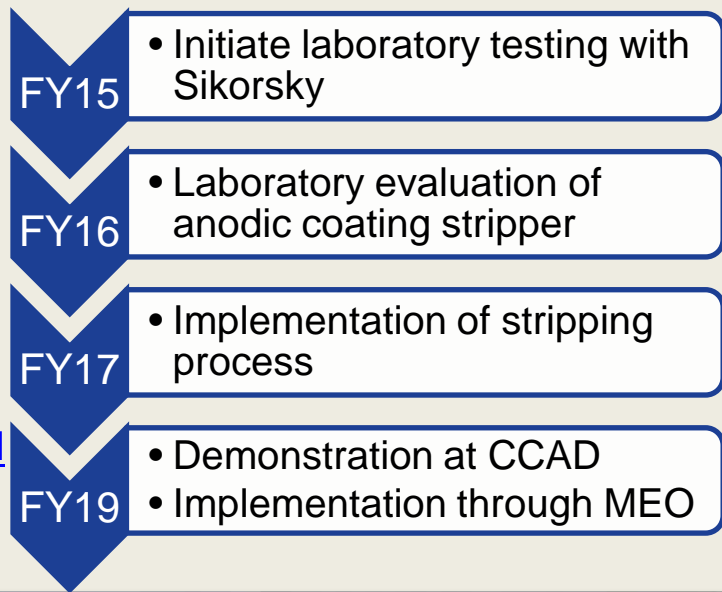 FY15
• Initiate laboratory testing with
Sikorsky
FY16
• Laboratory evaluation of
anodic coating stripper
FY17
• Implementation of stripping
process
FY19
• Demonstration at CCAD
• Implementation through MEO